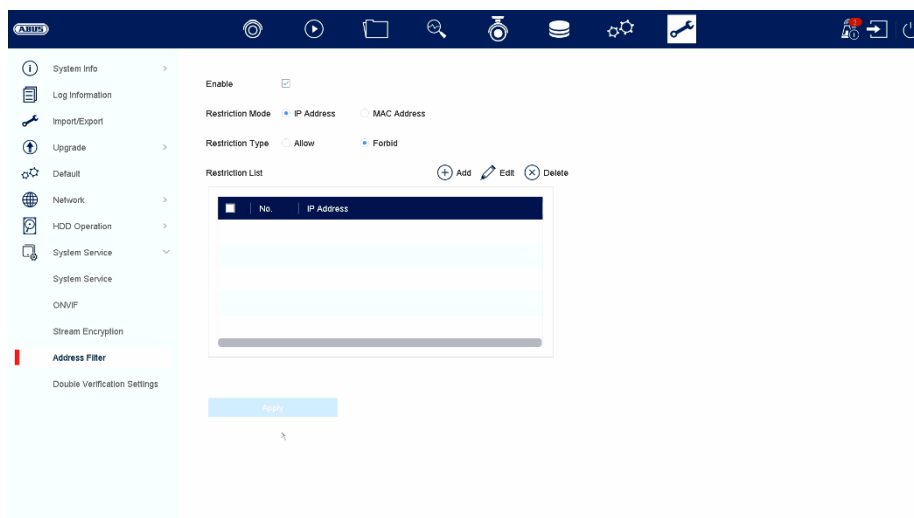 ABUS
System Info
Log Information
Import/Export
Upgrade
Default
Network
HDD Operation
System Service
System Service
ONVIF
Stream Encryption
Address Filter
Double Verification Settings
Enable
Restriction Mode IP Address MAC Address
Restriction Type Allow Forbid
Restriction List Add Edit Delete
No. IP Address
Apply